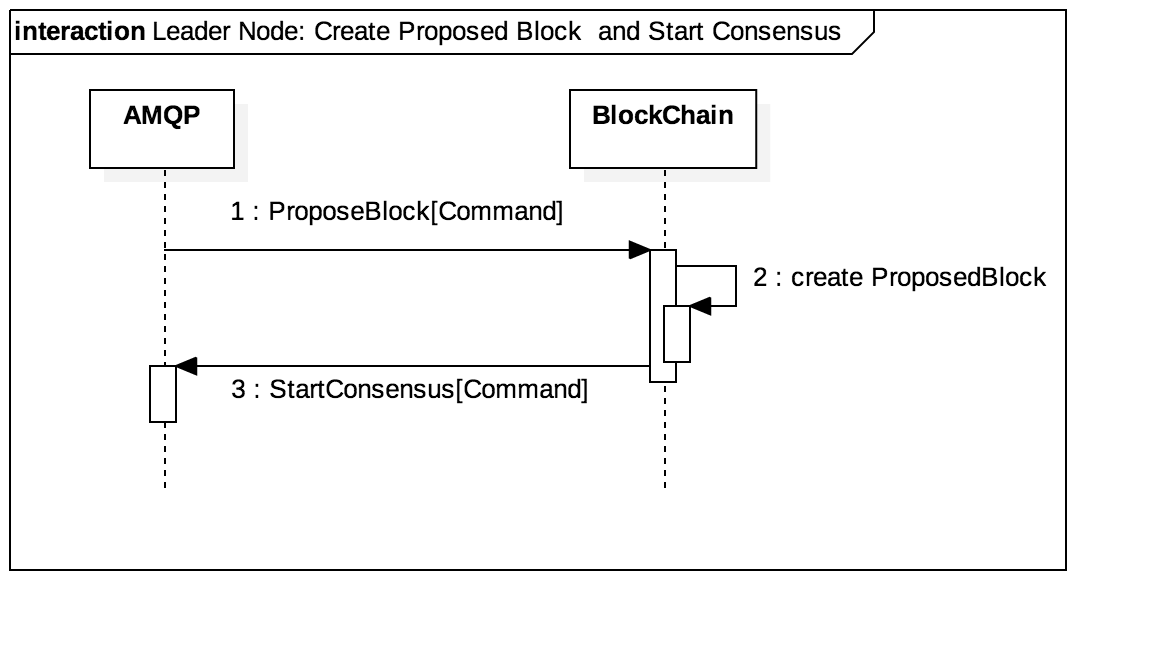 interaction Leader Node: Create Proposed Block  and Start Consensus
AMQP
BlockChain
1 : ProposeBlock[Command]
2 : create ProposedBlock
3 : StartConsensus[Command]